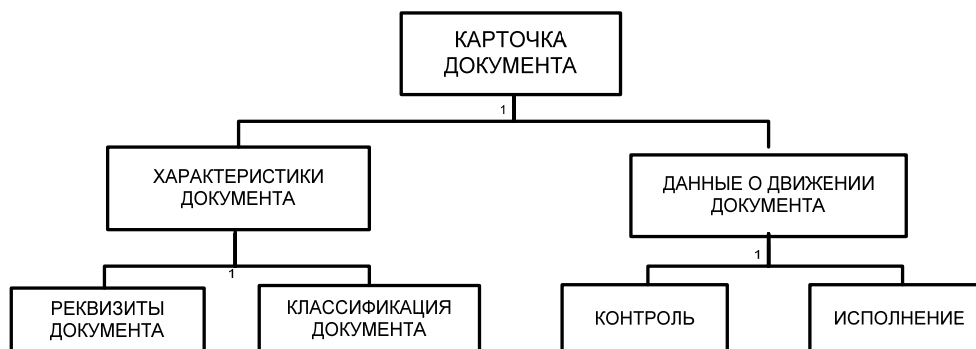 КАРТОЧКА
ДОКУМЕНТА
1
ХАРАКТЕРИСТИКИ
ДОКУМЕНТА
ДАННЫЕ О ДВИЖЕНИИ
ДОКУМЕНТА
1
1
РЕКВИЗИТЫ
ДОКУМЕНТА
КЛАССИФИКАЦИЯ
ДОКУМЕНТА
КОНТРОЛЬ
ИСПОЛНЕНИЕ